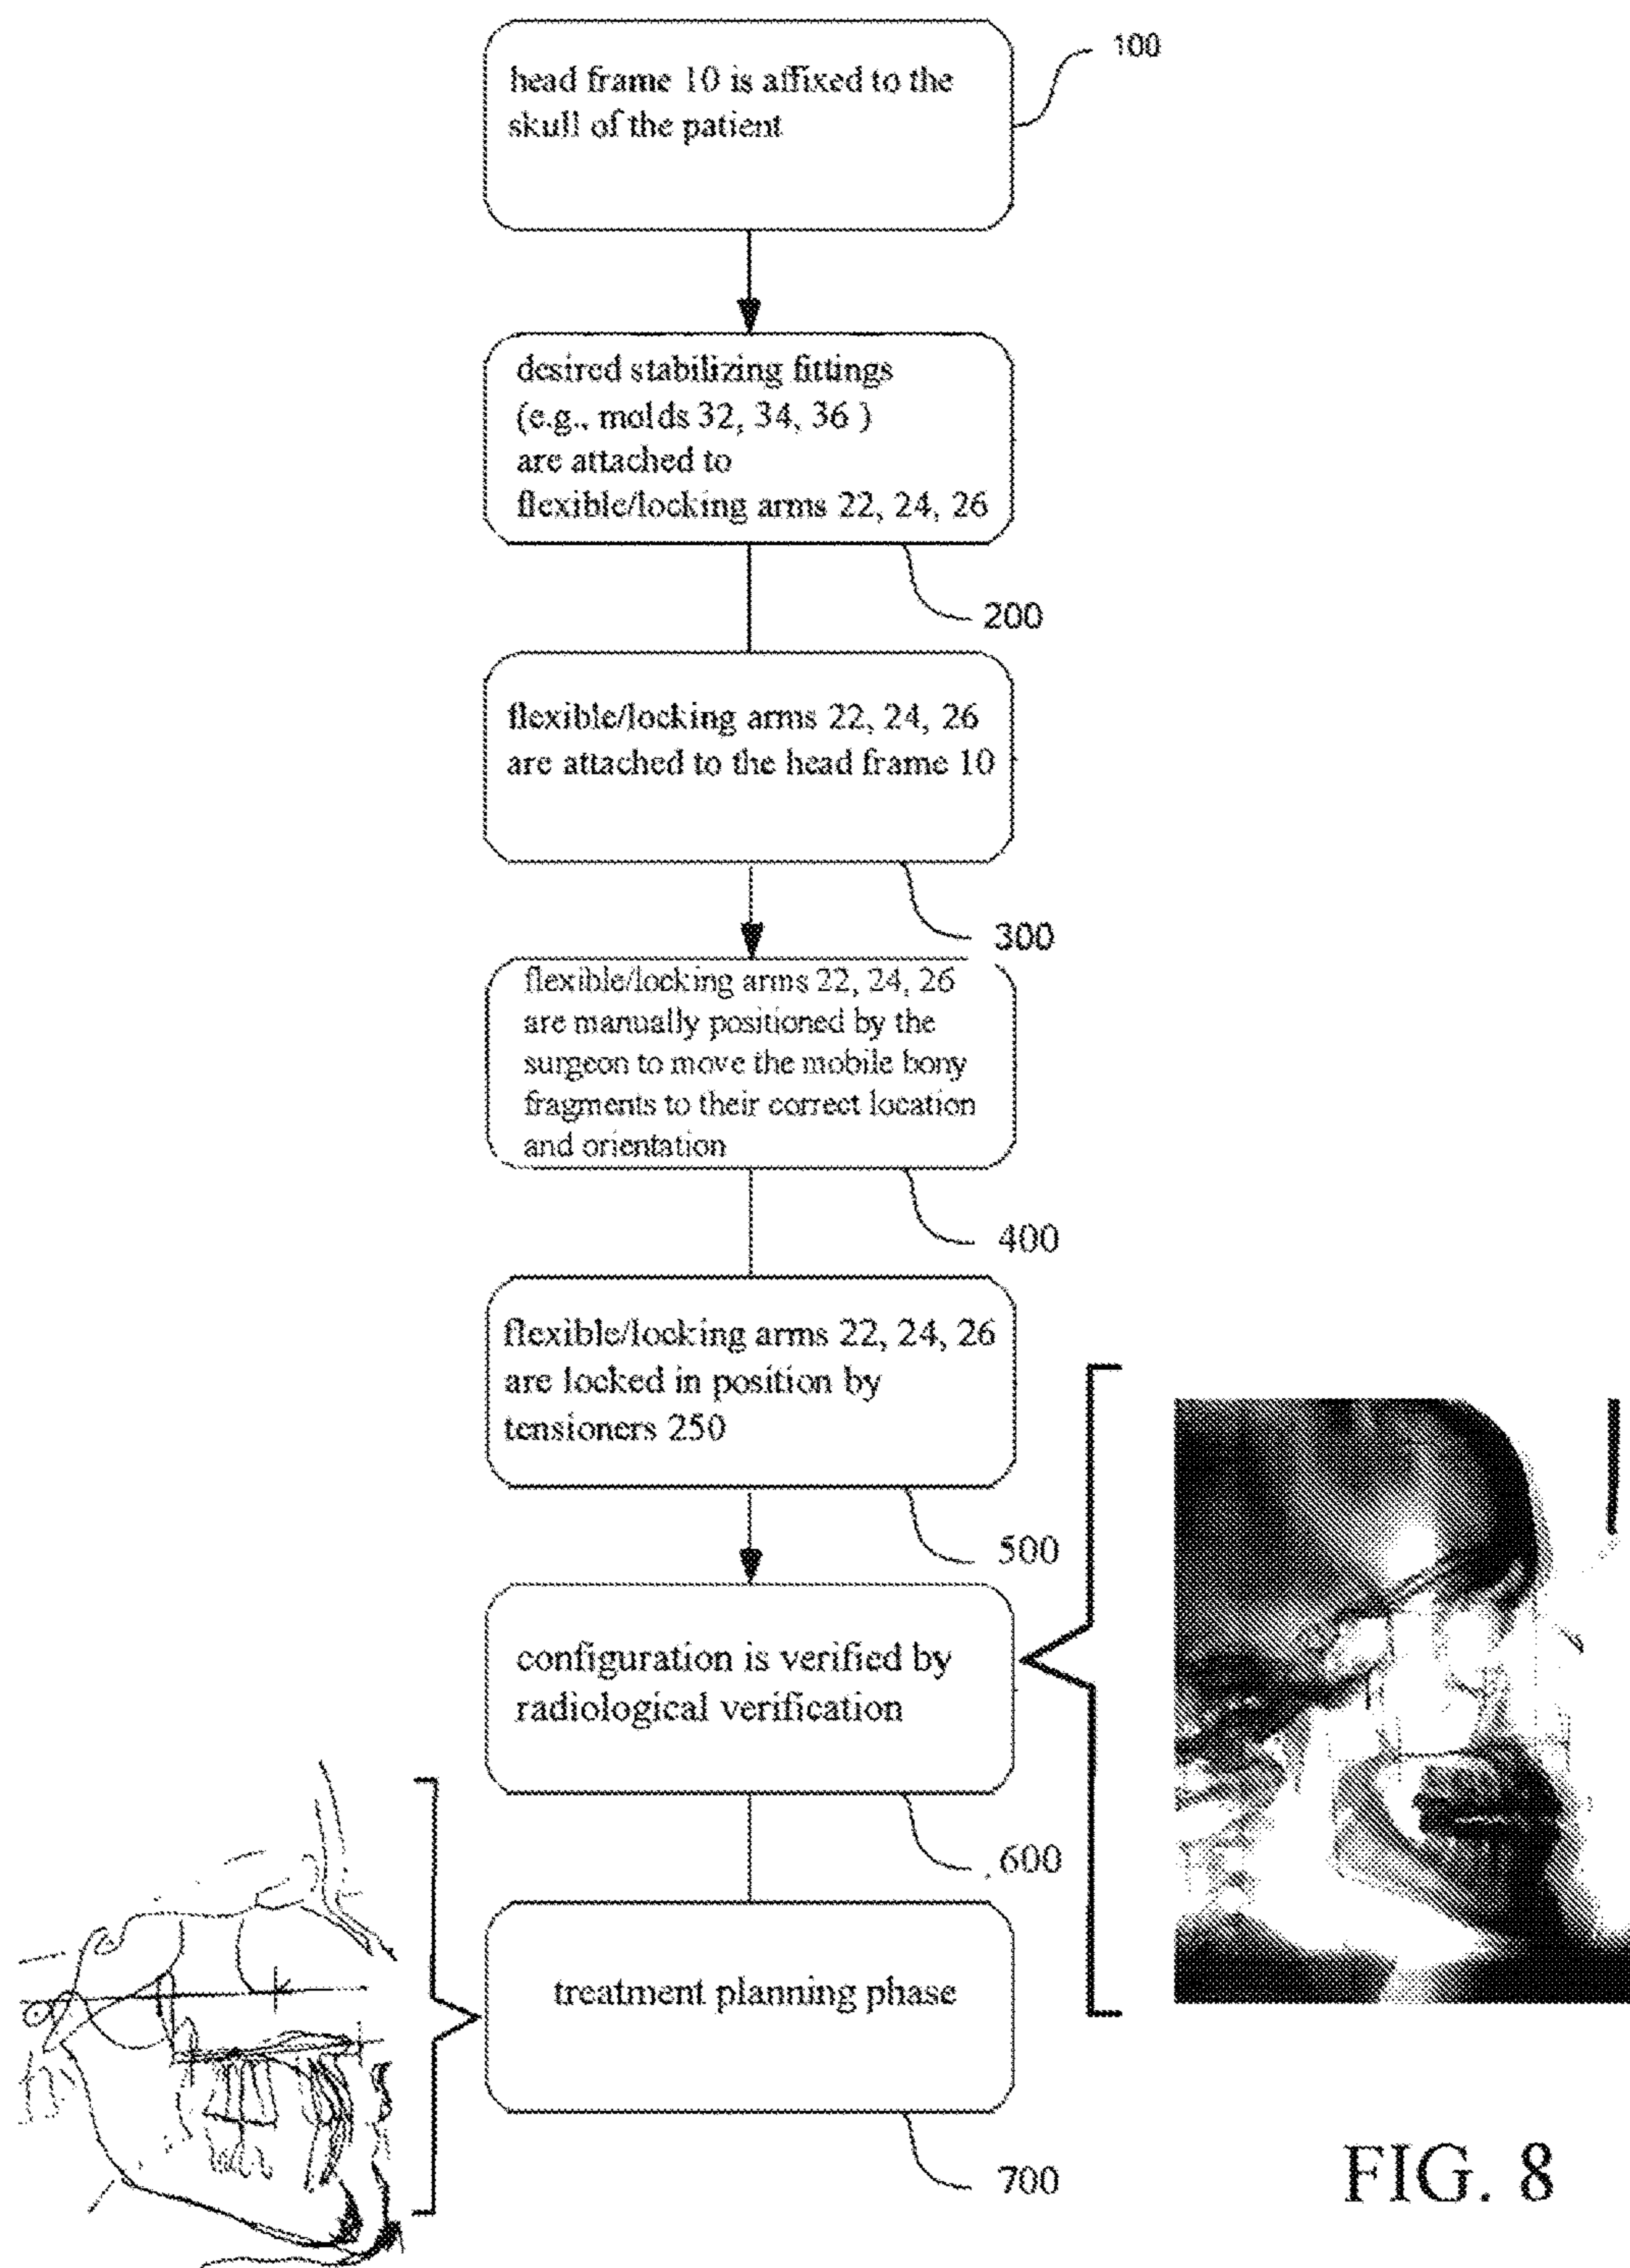 head frame 10 is affixed to the
skull of the patient
100
desired stabilizing fittings
(e.g., molds 32, 34, 36 )
are attached to
flexible/locking arms 22, 24, 26
200
flexible/locking arms 22, 24, 26
are attached to the head frame 10
300
flexible/locking arms 22, 24, 26
are manually positioned by the
surgeon to move the mobile bony
fragments to their correct location
and orientation
400
flexible/locking arms 22, 24, 26
are locked in position by
tensioners 250
500
configuration is verified by
radiological verification
600
treatment planning phase
700
FIG. 8